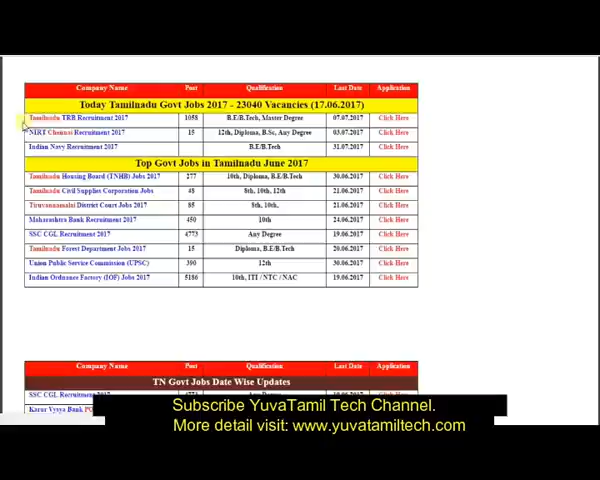 Company Name Post Qualification Last Date Application
Today Tamilnadu Govt Jobs 2017 - 23040 Vacancies (17.06.2017)
Tamilnadu TRB Recruitment 2017 1058 B.E/B.Tech, Master Degree 07.07.2017 Click Here
NIRT Chennai Recruitment 2017 15 12th, Diploma, B.Sc, Any Degree 03.07.2017 Click Here
Indian Navy Recruitment 2017 B.E/B.Tech 31.07.2017 Click Here
Top Govt Jobs in Tamilnadu June 2017
Tamilnadu Housing Board (TNHB) Jobs 2017 277 10th, Diploma, B.E/B.Tech 30.06.2017 Click Here
Tamilnadu Civil Supplies Corporation Jobs 48 8th, 10th, 12th 21.06.2017 Click Here
Tiruvannamalai District Court Jobs 2017 85 8th, 10th, 21.06.2017 Click Here
Maharashtra Bank Recruitment 2017 450 10th 24.06.2017 Click Here
SSC CGL Recruitment 2017 4773 Any Degree 19.06.2017 Click Here
Tamilnadu Forest Department Jobs 2017 15 Diploma, B.E/B.Tech 20.06.2017 Click Here
Union Public Service Commission (UPSC) 390 12th 30.06.2017 Click Here
Indian Ordnance Factory (IOF) Jobs 2017 5186 10th, ITI / NTC / NAC 19.06.2017 Click Here
Company Name Post Qualification Last Date Application
TN Govt Jobs Date Wise Updates
SSC CGL Recruitment 2017
Karur Vysya Bank
Subscribe YuvaTamil Tech Channel.
More detail visit: www.yuvatamiltech.com